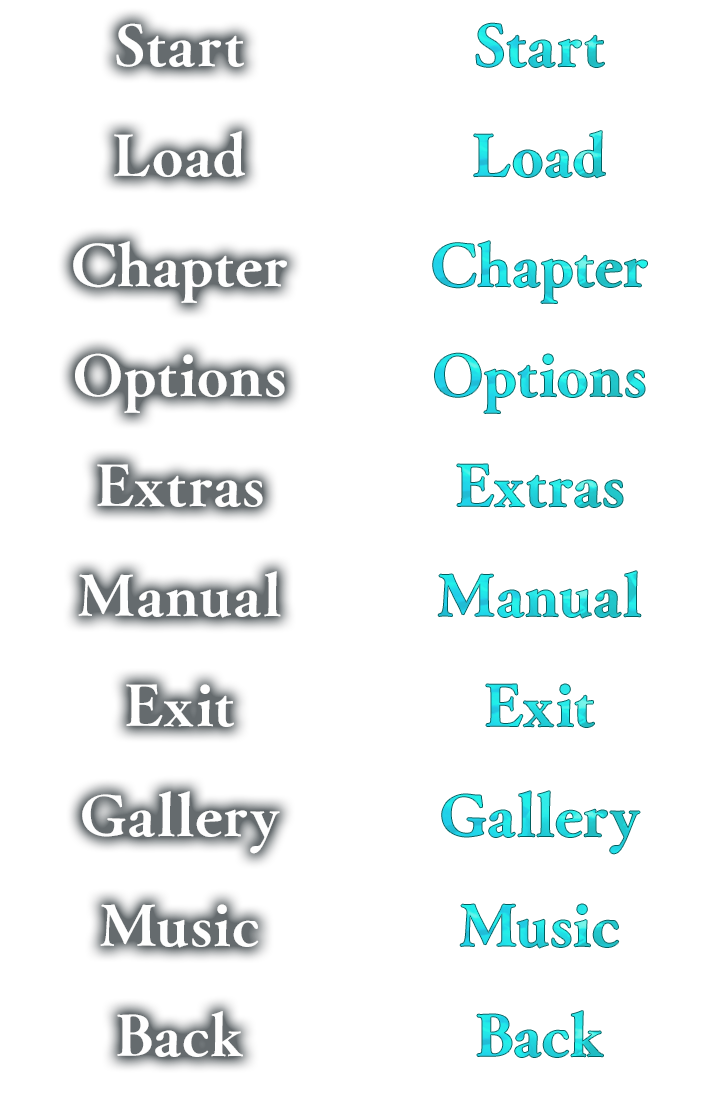 Start Start
Load Load
Chapter Chapter
Options Options
Extras Extras
Manual Manual
Exit Exit
Gallery Gallery
Music Music
Back Back